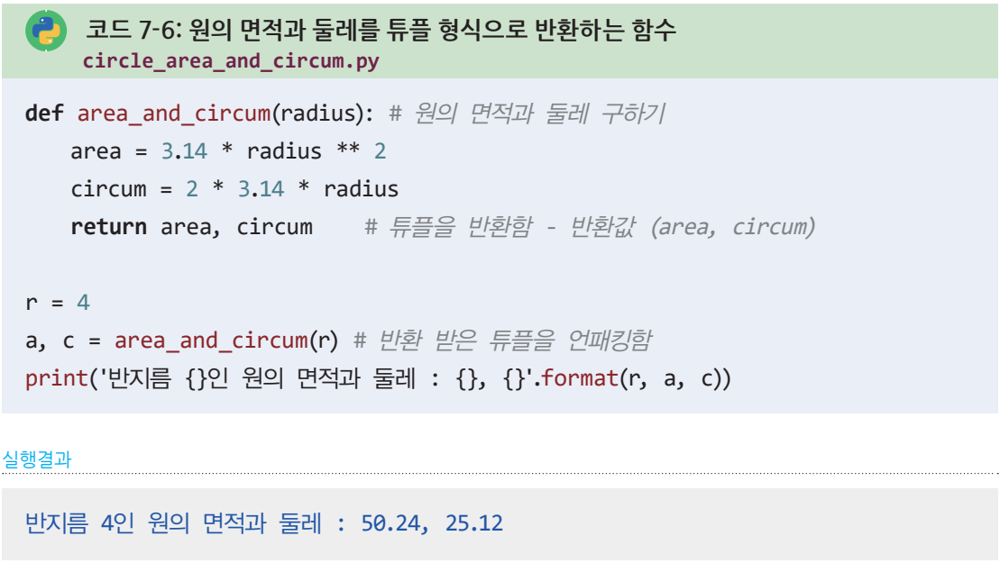 코드 7-6: 원의 면적과 둘레를 튜플 형식으로 반환하는 함수
circle_area_and_circum.py
def area_and_circum(radius): # 원의 면적과 둘레 구하기
    area = 3.14 * radius ** 2
    circum = 2 * 3.14 * radius
    return area, circum    # 튜플을 반환함 - 반환값 (area, circum)
r = 4
a, c = area_and_circum(r) # 반환 받은 튜플을 언패킹함
print('반지름 {}인 원의 면적과 둘레 : {}, {}'.format(r, a, c))
실행결과
반지름 4인 원의 면적과 둘레 : 50.24, 25.12